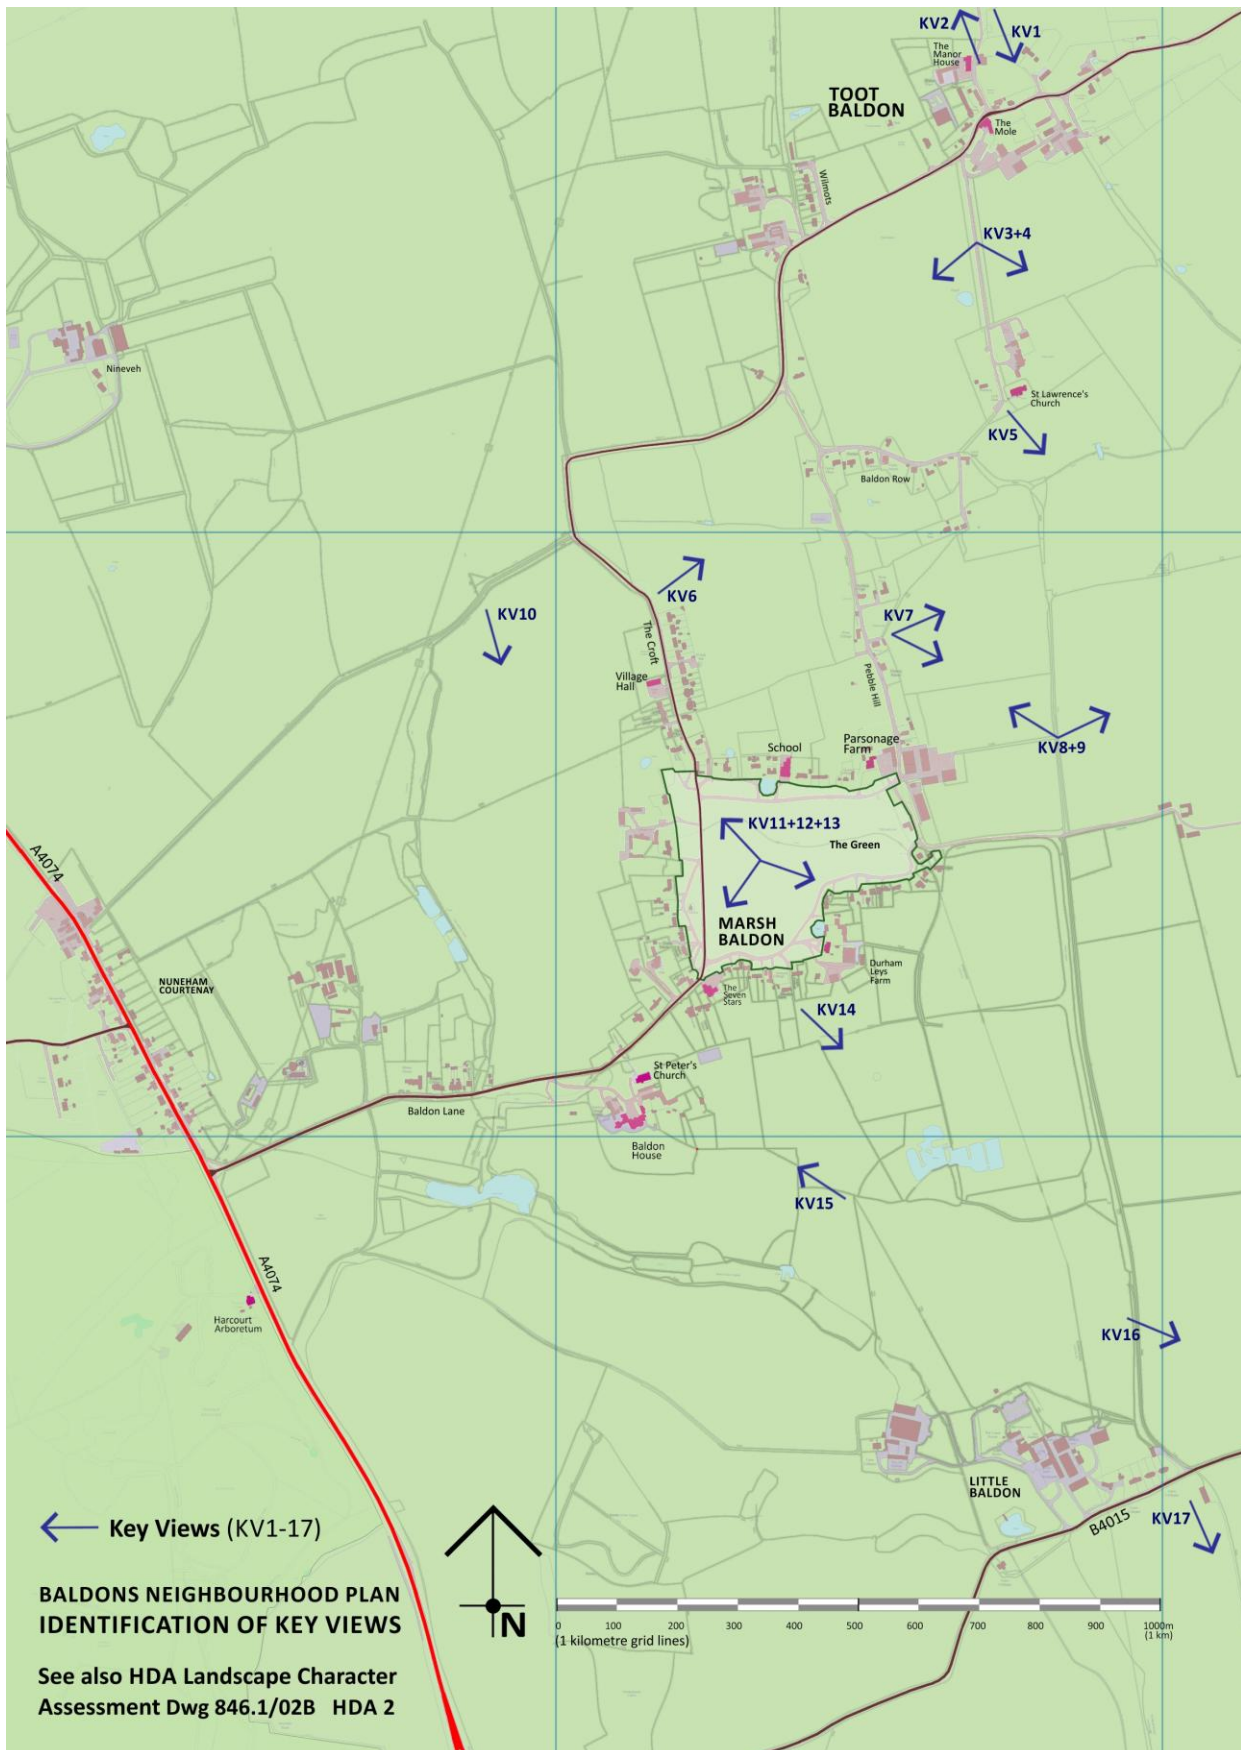 KV2
KV1
The
Manor
House
TOOT
BALDON
The
Mole
Wilmots
KV3+4
Nineveh
St Lawrence's
Church
KV5
Baldon Row
KV6
KV10
KV7
The Croft
Village
Hall
Pebble Hill
KV8+9
School
Parsonage
Farm
KV11+12+13
The Green
A4074
MARSH
BALDON
Durham
Leys
Farm
NUNEHAM
COURTENAY
The
Seven
Stars
KV14
St Peter's
Church
Baldon Lane
Baldon
House
KV15
A4074
Harcourt
Arboretum
KV16
LITTLE
BALDON
B4015
KV17
Key Views (KV1-17)
BALDONS NEIGHBOURHOOD PLAN
IDENTIFICATION OF KEY VIEWS
N
0 100 200 300 400 500 600 700 800 900 1000m
(1 kilometre grid lines)
(1 km)
See also HDA Landscape Character
Assessment Dwg 846.1/02B HDA 2